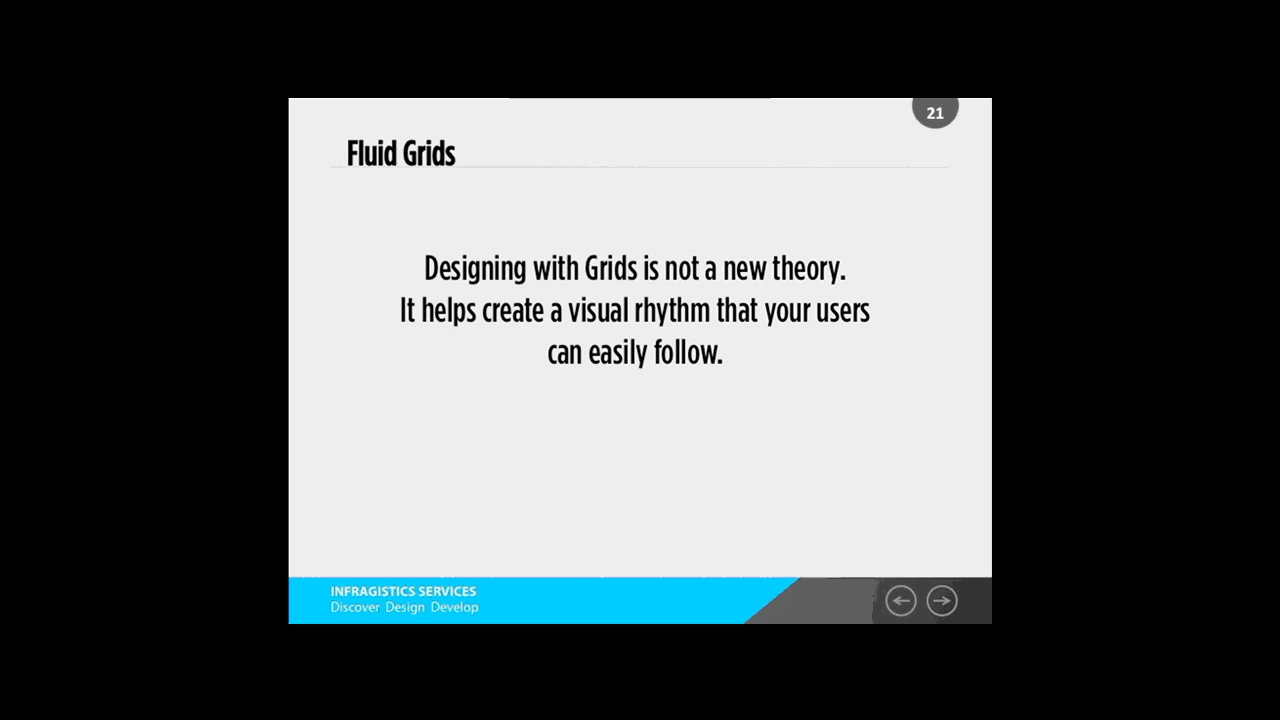 21
Fluid Grids
Designing with Grids is not a new theory.
It helps create a visual rhythm that your users
can easily follow.
INFRAGISTICS SERVICES
Discover Design Develop